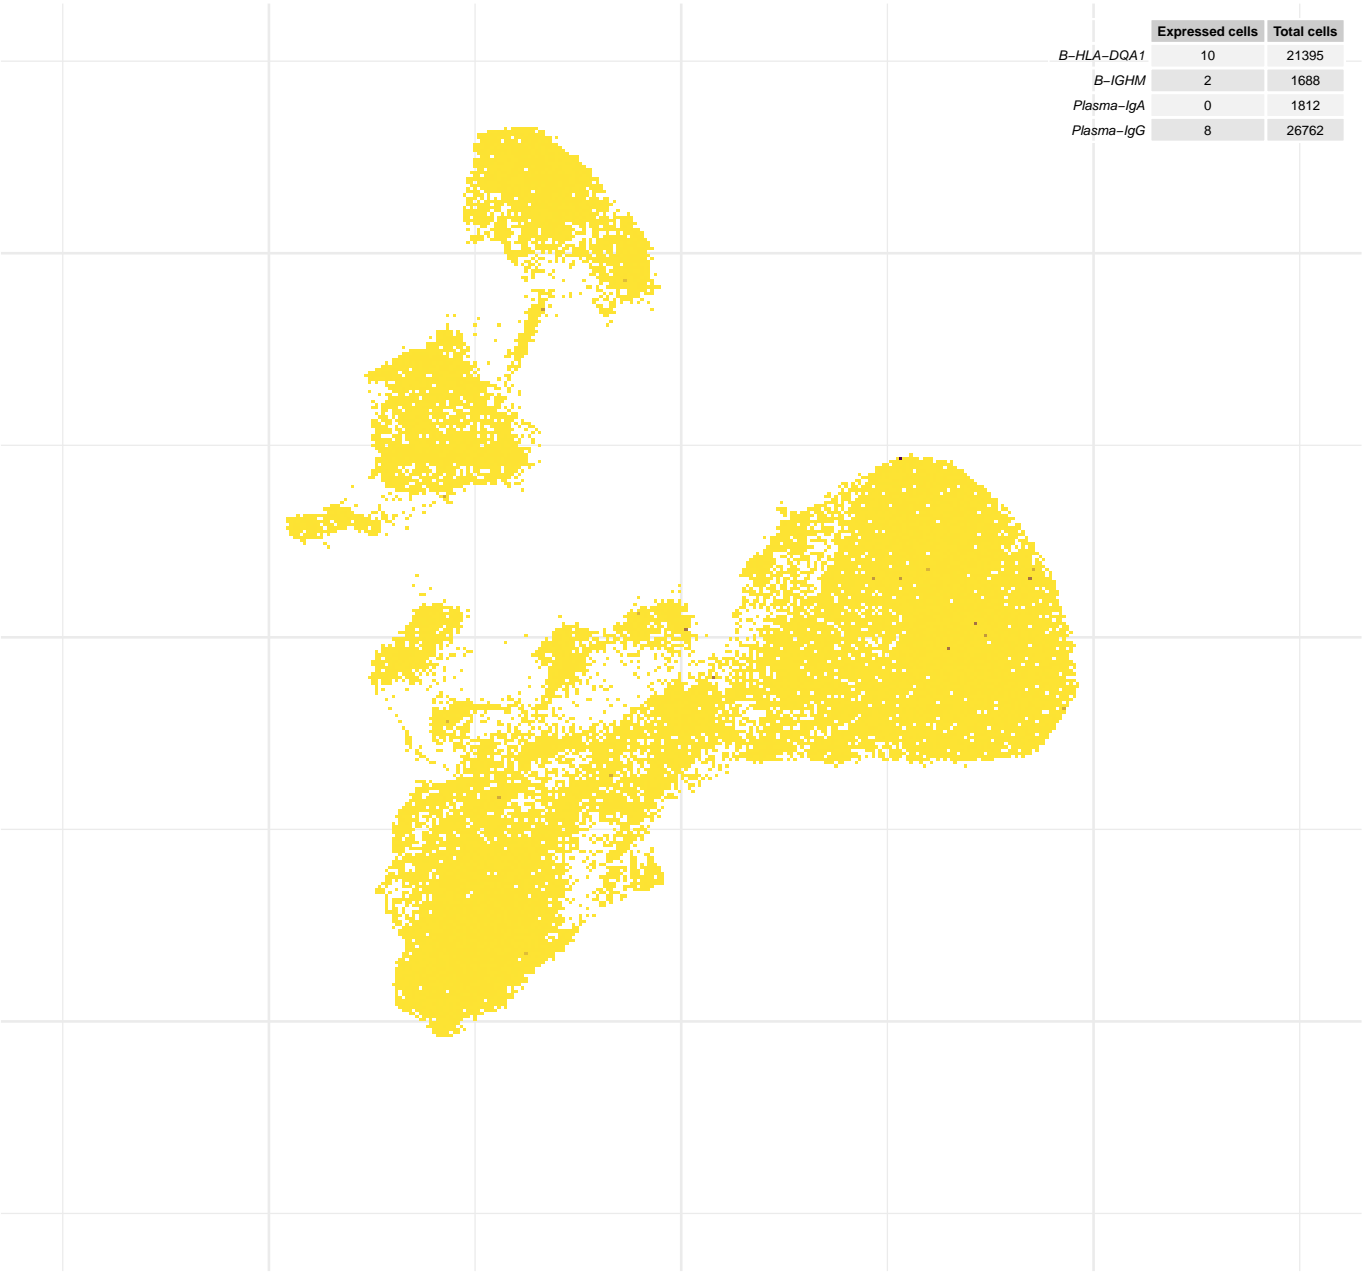 Expressed cells Total cells
B−HLA−DQA1 10 21395
B−IGHM 2 1688
Plasma−IgA 0 1812
Plasma−IgG 8 26762